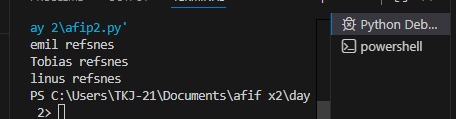 ay 2\afip2.py'
emil refsnes
Tobias refsnes
linus refsnes
PS C:\Users\TKJ-21\Documents\afif x2\day
2>
Python Deb...
powershell